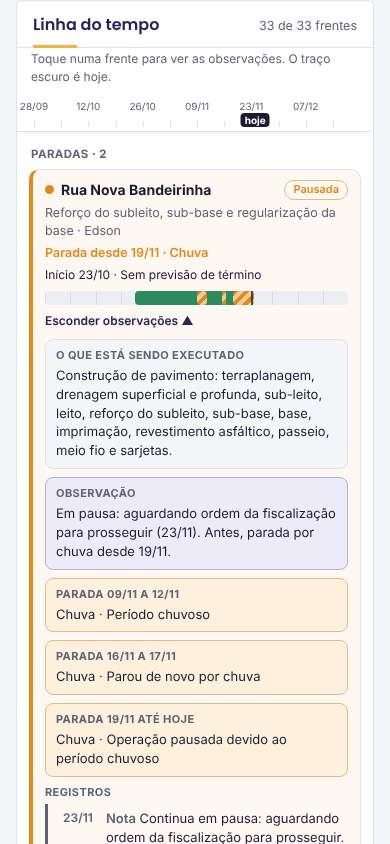 Linha do tempo
33 de 33 frentes
Toque numa frente para ver as observações. O traço
escuro é hoje.
28/09 12/10 26/10 09/11 23/11 07/12
hoje
PARADAS · 2
Rua Nova Bandeirinha
Pausada
Reforço do subleito, sub-base e regularização da
base · Edson
Parada desde 19/11 · Chuva
Início 23/10 · Sem previsão de término
Esconder observações ▲
O QUE ESTÁ SENDO EXECUTADO
Construção de pavimento: terraplanagem,
drenagem superficial e profunda, sub-leito,
leito, reforço do subleito, sub-base, base,
imprimação, revestimento asfáltico, passeio,
meio fio e sarjetas.
OBSERVAÇÃO
Em pausa: aguardando ordem da fiscalização
para prosseguir (23/11). Antes, parada por
chuva desde 19/11.
PARADA 09/11 A 12/11
Chuva · Período chuvoso
PARADA 16/11 A 17/11
Chuva · Parou de novo por chuva
PARADA 19/11 ATÉ HOJE
Chuva · Operação pausada devido ao
período chuvoso
REGISTROS
23/11 Nota Continua em pausa: aguardando
ordem da fiscalização para prosseguir.